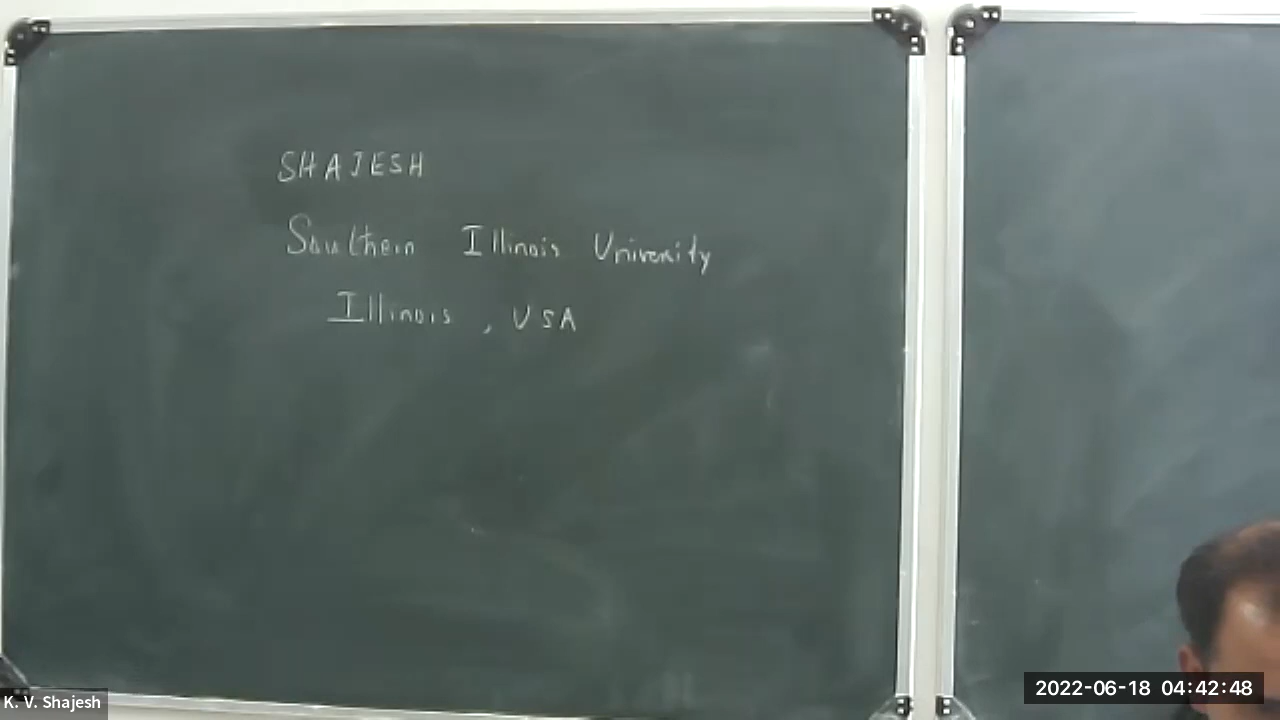 SHAJESH
Southern Illinois University
Illinois, USA
K. V. Shajesh
2022-06-18 04:42:48